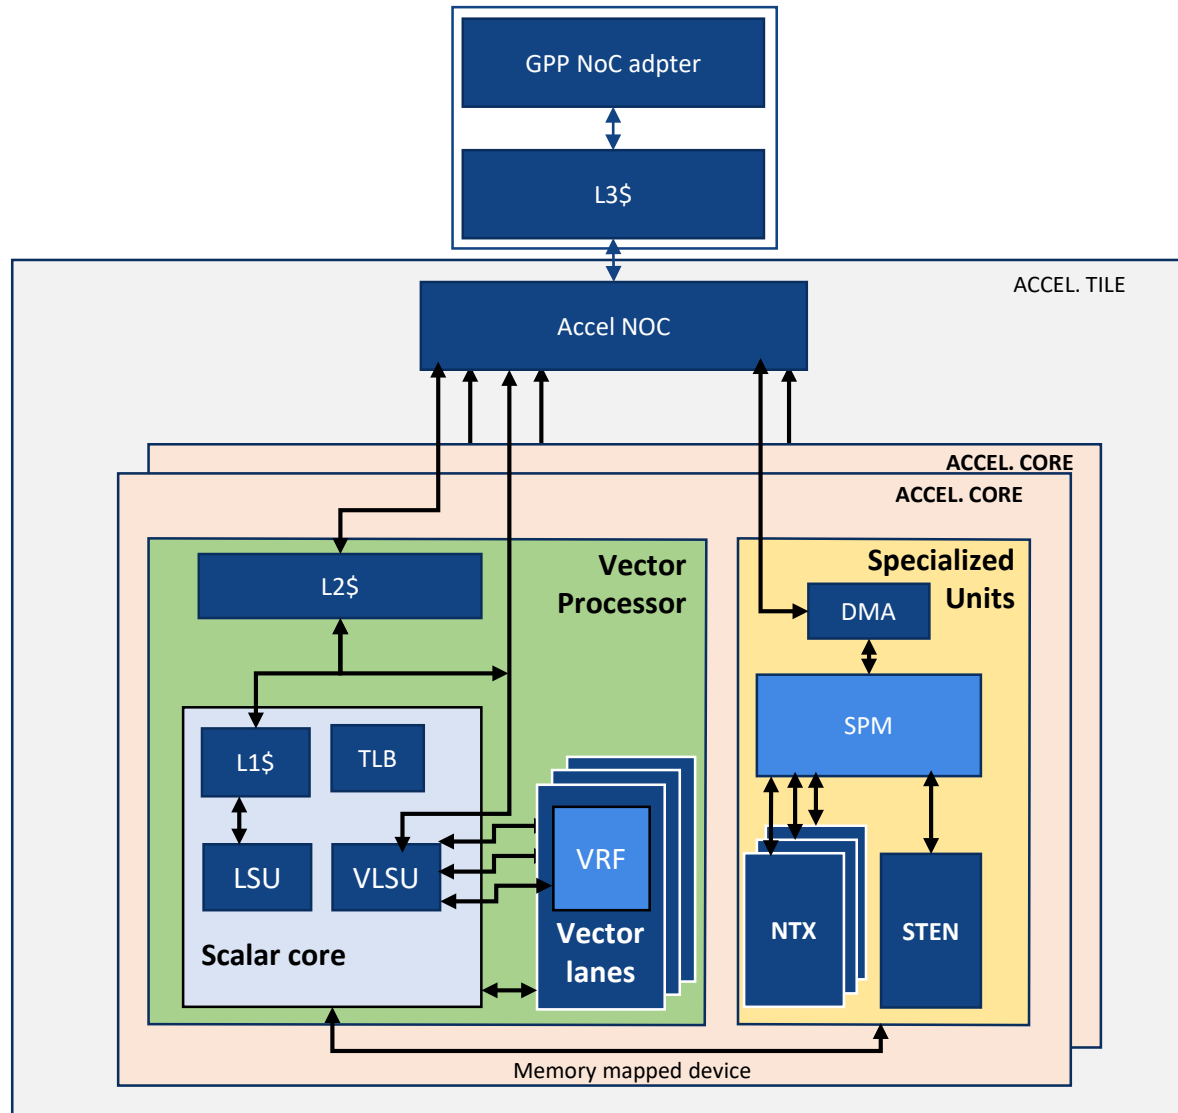 GPP NoC adpter
L3$
ACCEL. TILE
Accel NOC
ACCEL. CORE
ACCEL. CORE
Vector
Processor
L2$
Specialized
Units
DMA
SPM
L1$
TLB
LSU
VLSU
VRF
Vector
lanes
Scalar core
NTX
STEN
Memory mapped device